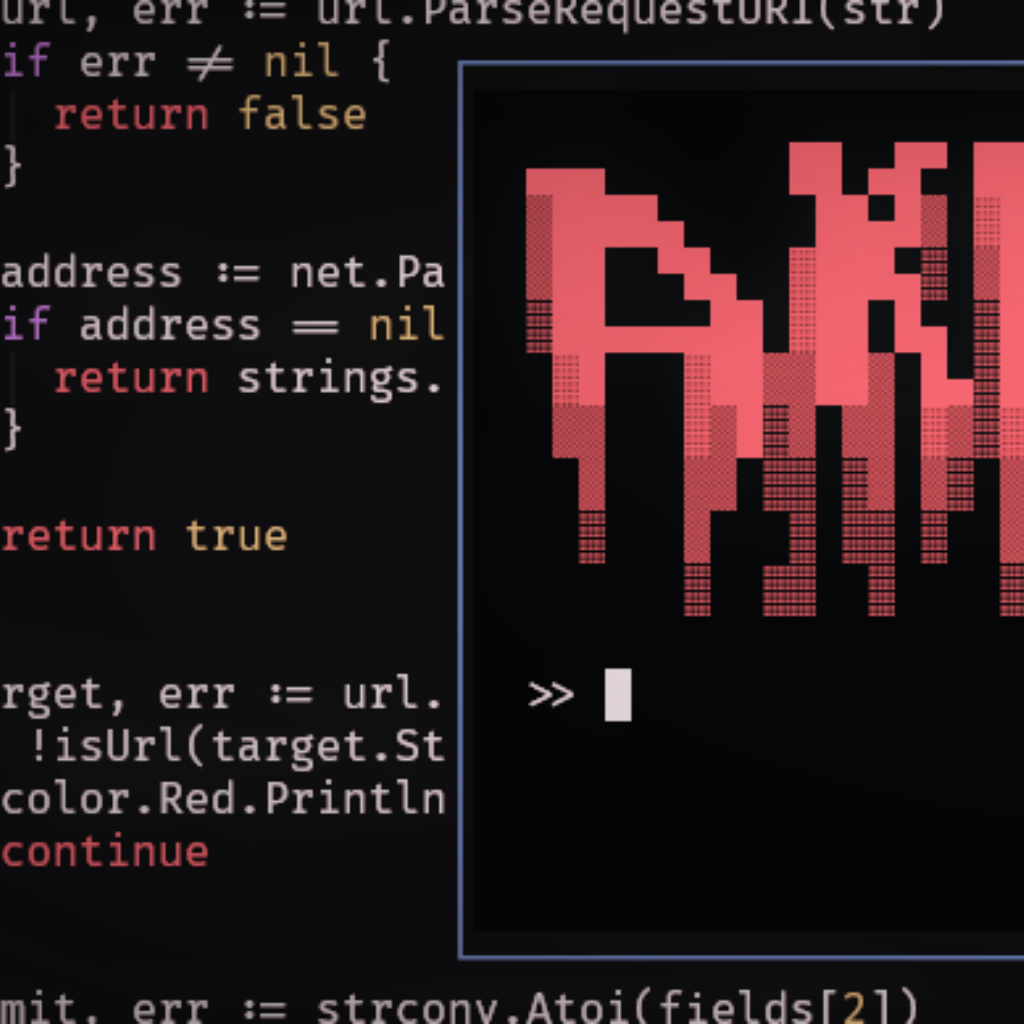 url, err := url.ParseRequestURI(str)
if err != nil {
return false
}
address := net.Pa
if address == nil
return strings.
}
return true
rget, err := url.
!isUrl(target.St
color.Red.Println
continue
mit, err := strconv.Atoi(fields[2])
>>